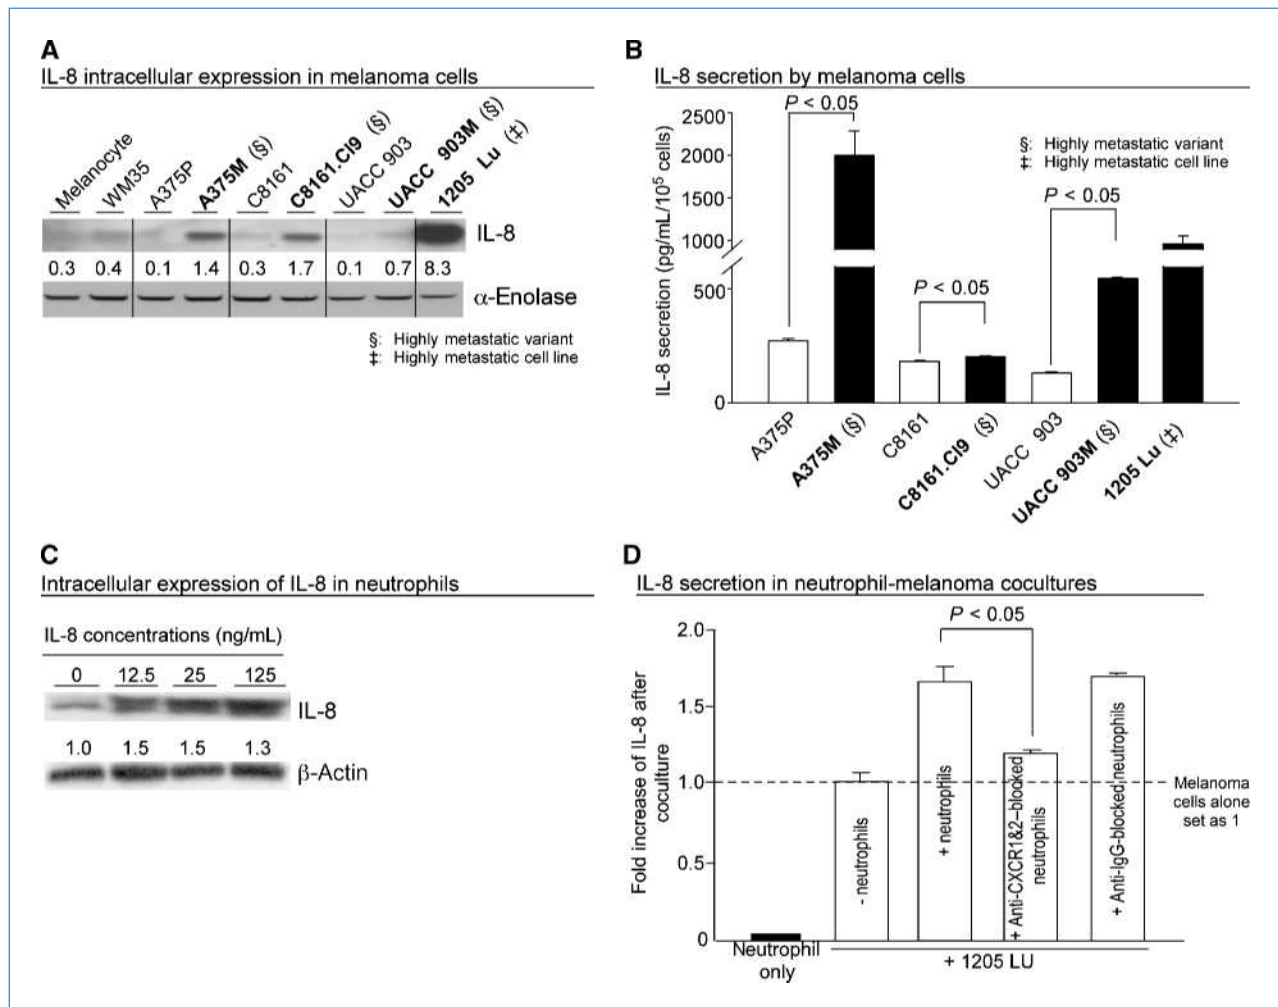 A
IL-8 intracellular expression in melanoma cells
Melanocyte
WM35
A375P
A375M (§)
C8161
C8161.Cl9 (§)
UACC 903
UACC 903M (§)
1205 Lu (‡)
IL-8
0.3 0.4 0.1 1.4 0.3 1.7 0.1 0.7 8.3
α-Enolase
§: Highly metastatic variant
‡: Highly metastatic cell line
B
IL-8 secretion by melanoma cells
IL-8 secretion (pg/mL/10⁵ cells)
2500
2000
1500
1000
500
0
P < 0.05
P < 0.05
P < 0.05
§: Highly metastatic variant
‡: Highly metastatic cell line
A375P
A375M (§)
C8161
C8161.Cl9 (§)
UACC 903
UACC 903M (§)
1205 Lu (‡)
C
Intracellular expression of IL-8 in neutrophils
IL-8 concentrations (ng/mL)
0 12.5 25 125
IL-8
1.0 1.5 1.5 1.3
β-Actin
D
IL-8 secretion in neutrophil-melanoma cocultures
Fold increase of IL-8 after
coculture
2.0
1.5
1.0
0.5
0
P < 0.05
- neutrophils
+ neutrophils
+ Anti-CXCR1&2–blocked
neutrophils
+ Anti-IgG-blocked neutrophils
Melanoma
cells alone
set as 1
Neutrophil
only
+ 1205 LU